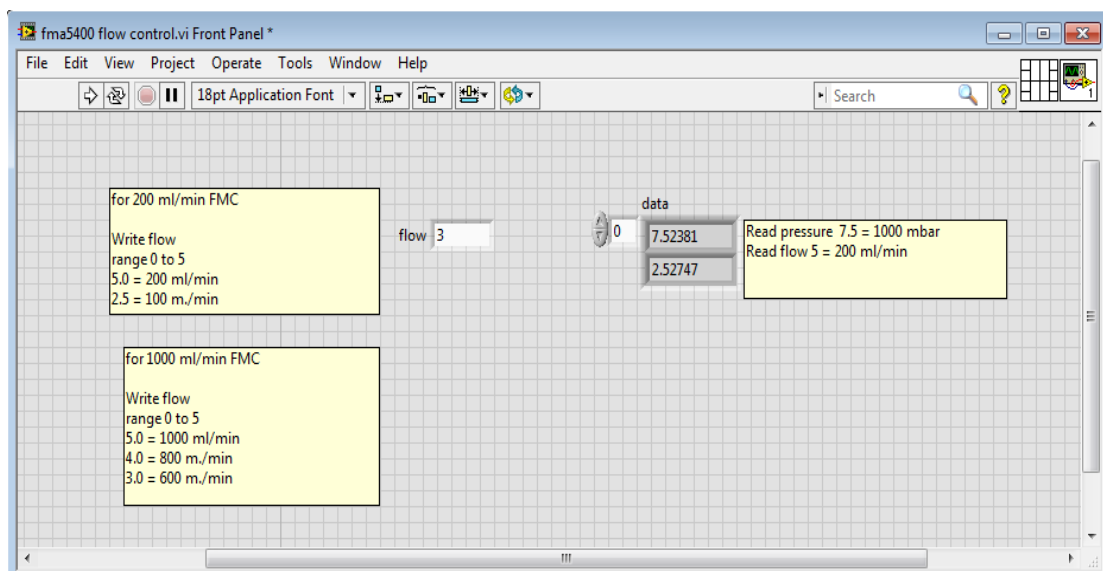 fma5400 flow control.vi Front Panel *
File Edit View Project Operate Tools Window Help
18pt Application Font
Search
1
for 200 ml/min FMC
Write flow
range 0 to 5
5.0 = 200 ml/min
2.5 = 100 m./min
flow 3
data
0
7.52381
2.52747
Read pressure 7.5 = 1000 mbar
Read flow 5 = 200 ml/min
for 1000 ml/min FMC
Write flow
range 0 to 5
5.0 = 1000 ml/min
4.0 = 800 m./min
3.0 = 600 m./min